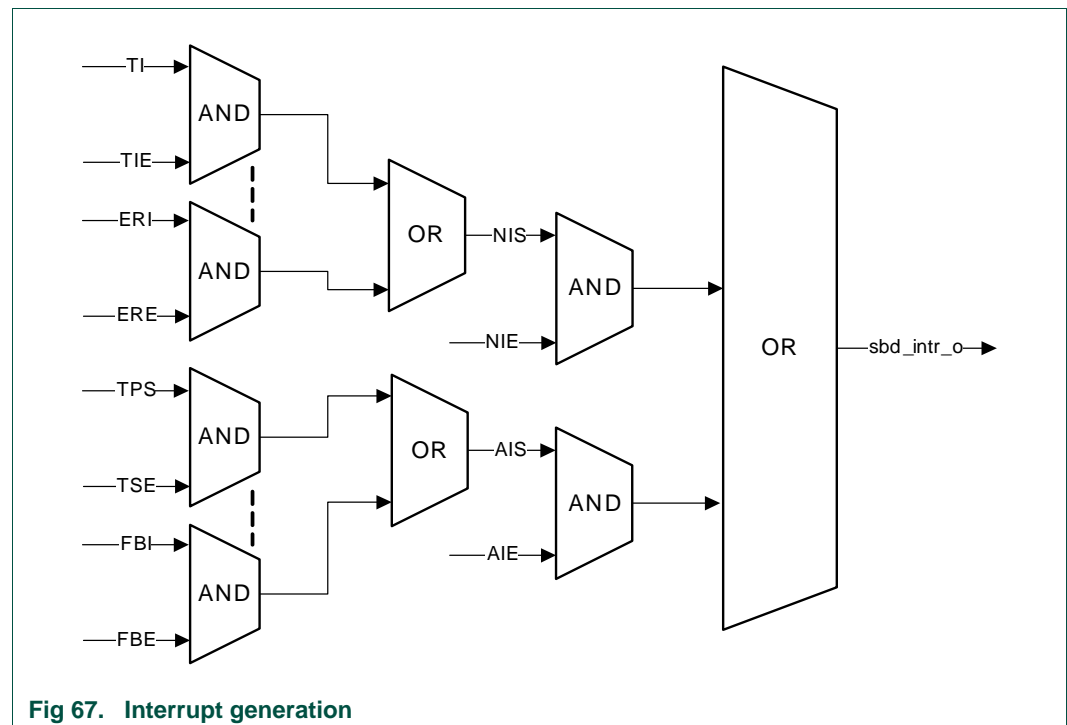 TI
AND
TIE
ERI
AND
ERE
OR
NIS
AND
NIE
TPS
AND
TSE
FBI
AND
FBE
OR
AIS
AND
AIE
OR
sbd_intr_o
Fig 67. Interrupt generation